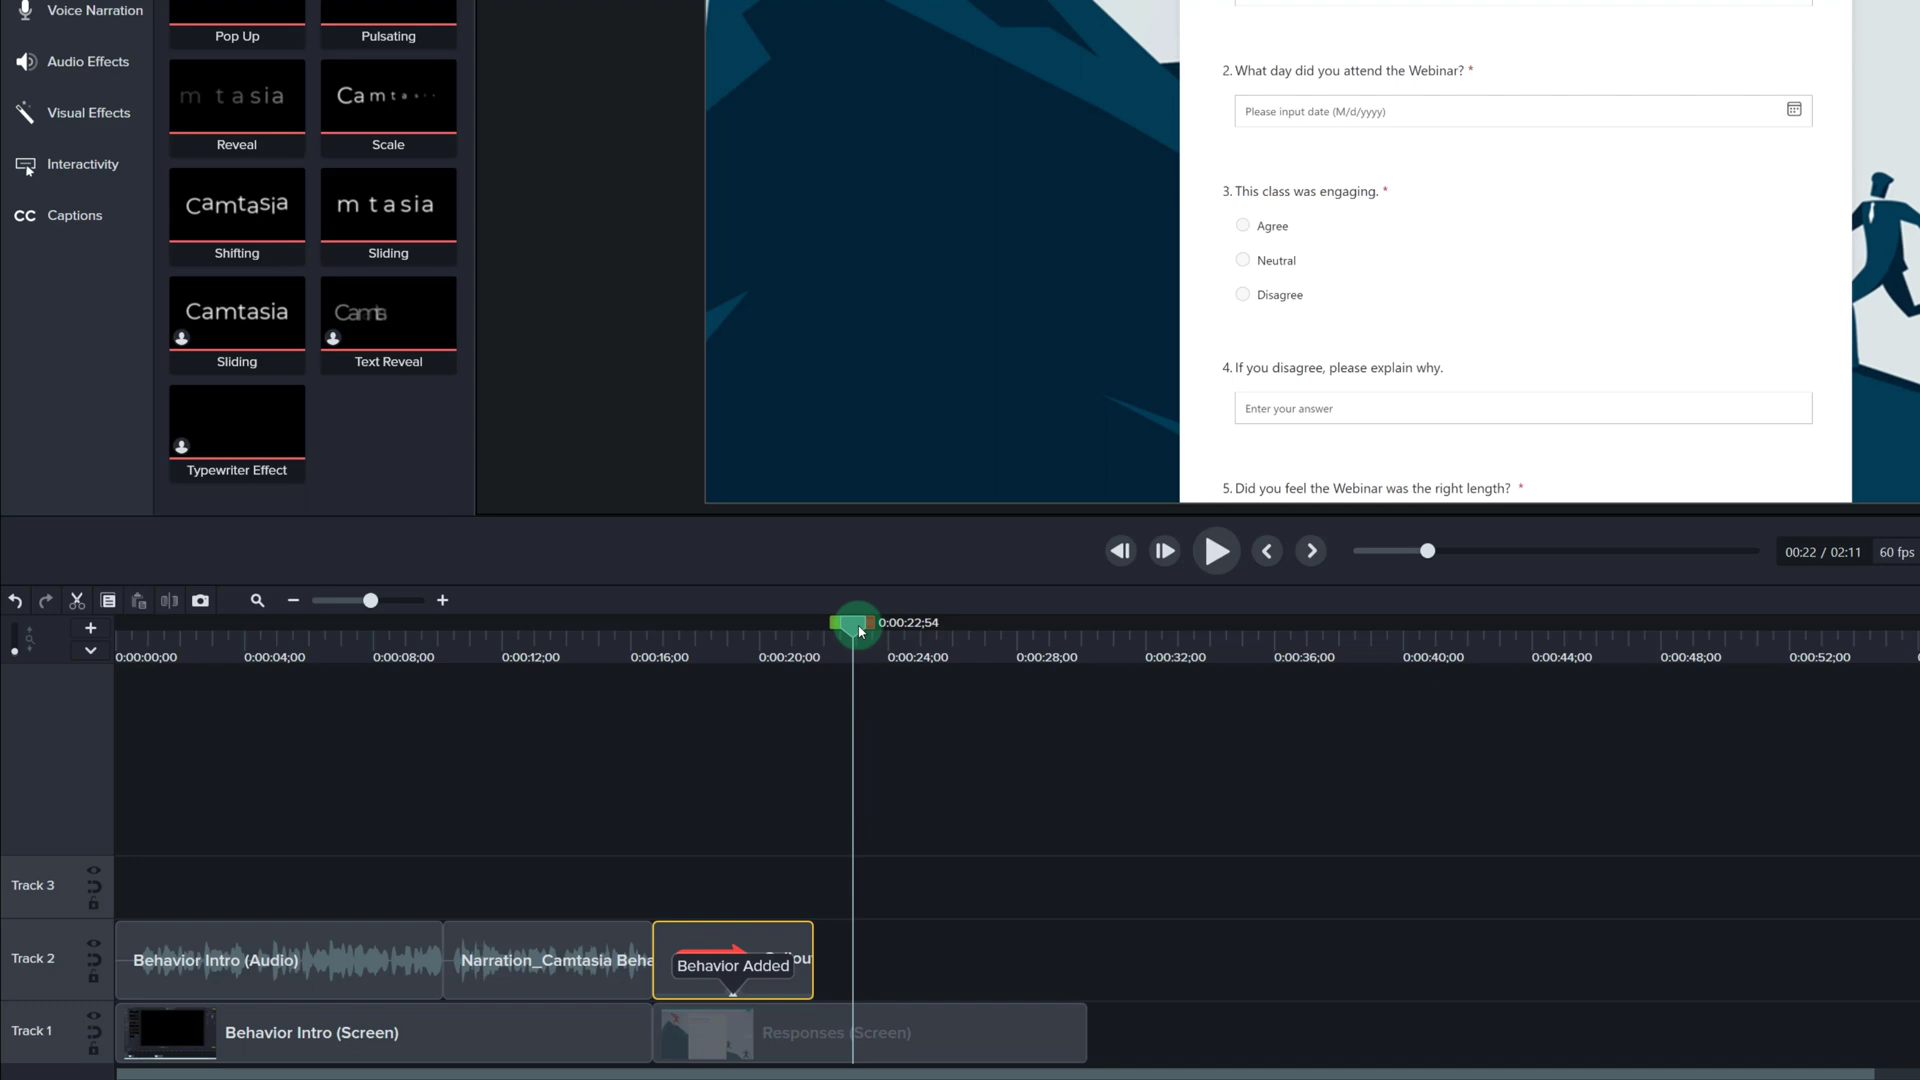 Voice Narration
Audio Effects
Visual Effects
Interactivity
CC Captions
Pop Up
Pulsating
m t a s i a
Camta
Reveal
Scale
Camtasia
m t a s i a
Shifting
Sliding
Camtasia
Sliding
Text Reveal
Typewriter Effect
2. What day did you attend the Webinar? *
Please input date (M/d/yyyy)
3. This class was engaging. *
Agree
Neutral
Disagree
4. If you disagree, please explain why.
Enter your answer
5. Did you feel the Webinar was the right length? *
00:22 / 02:11
60 fps
0:00:22;54
0:00:00;00
0:00:04;00
0:00:08;00
0:00:12;00
0:00:16;00
0:00:20;00
0:00:24;00
0:00:28;00
0:00:32;00
0:00:36;00
0:00:40;00
0:00:44;00
0:00:48;00
0:00:52;00
Track 3
Track 2
Behavior Intro (Audio)
Narration_Camtasia Beha
Behavior Added
Track 1
Behavior Intro (Screen)
Responses (Screen)